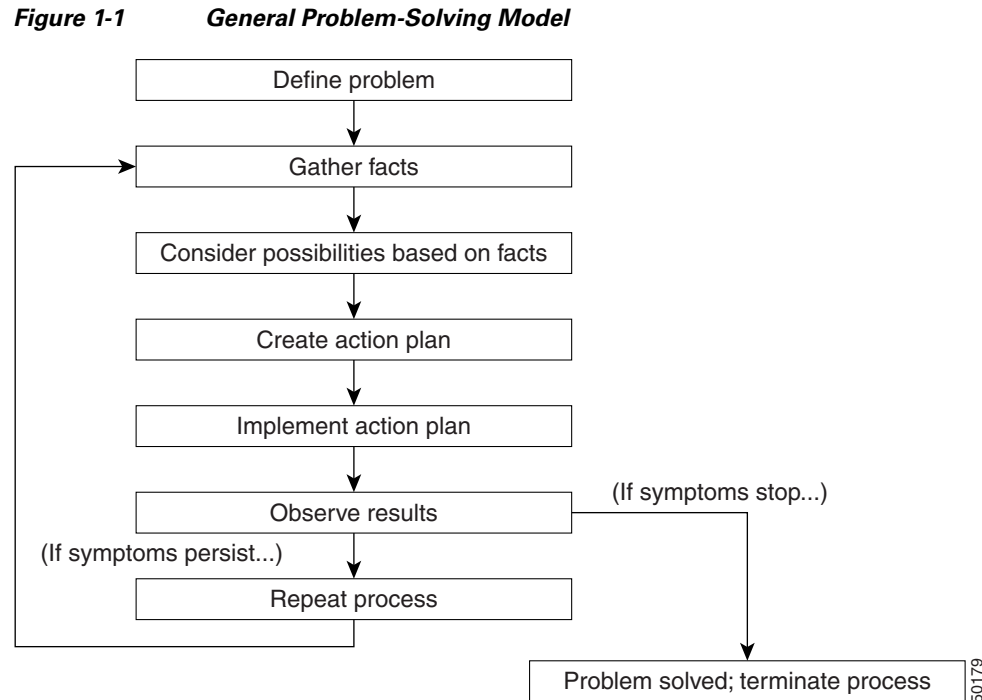 Figure 1-1 General Problem-Solving Model
Define problem
Gather facts
Consider possibilities based on facts
Create action plan
Implement action plan
(If symptoms stop...)
Observe results
(If symptoms persist...)
Repeat process
Problem solved; terminate process
50179